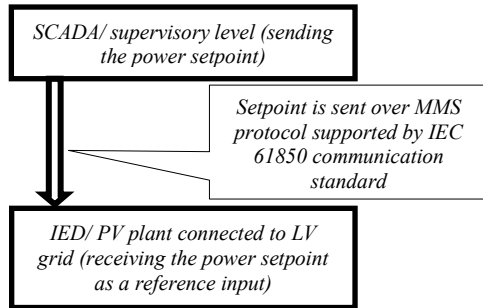 SCADA/ supervisory level (sending
the power setpoint)
Setpoint is sent over MMS
protocol supported by IEC
61850 communication
standard
IED/ PV plant connected to LV
grid (receiving the power setpoint
as a reference input)